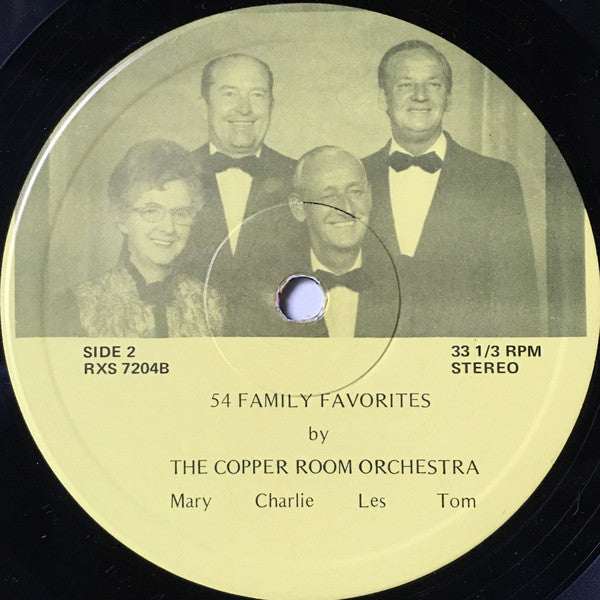 SIDE 2
RXS 7204B
33 1/3 RPM
STEREO
54 FAMILY FAVORITES
by
THE COPPER ROOM ORCHESTRA
Mary Charlie Les Tom